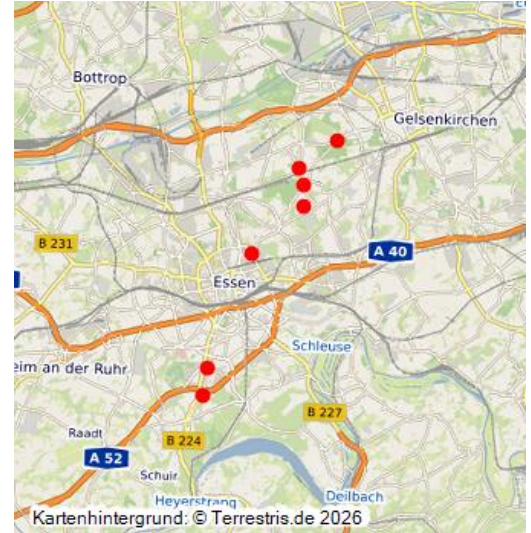 Bottrop
Gelsenkirchen
B 231
A 40
Essen
Schleuse
eim an der Ruhr
B 227
Raadt
B 224
A 52
Schuir
Heyerstrang
Deilbach
Kartenhintergrund: © Terrestris.de 2026